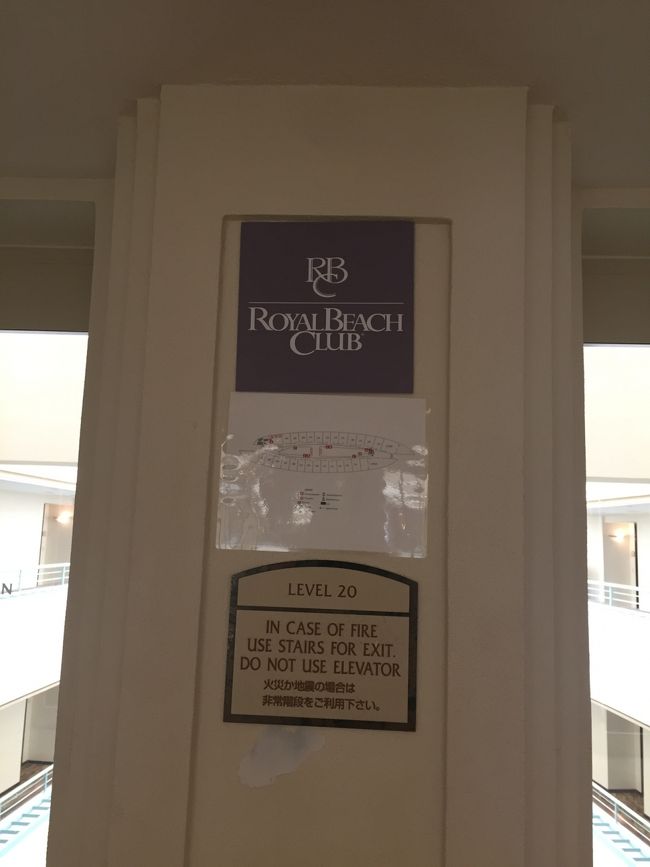 RBC
ROYAL BEACH
CLUB
LEVEL 20
IN CASE OF FIRE
USE STAIRS FOR EXIT.
DO NOT USE ELEVATOR
火災か地震の場合は
非常階段をご利用下さい。
N